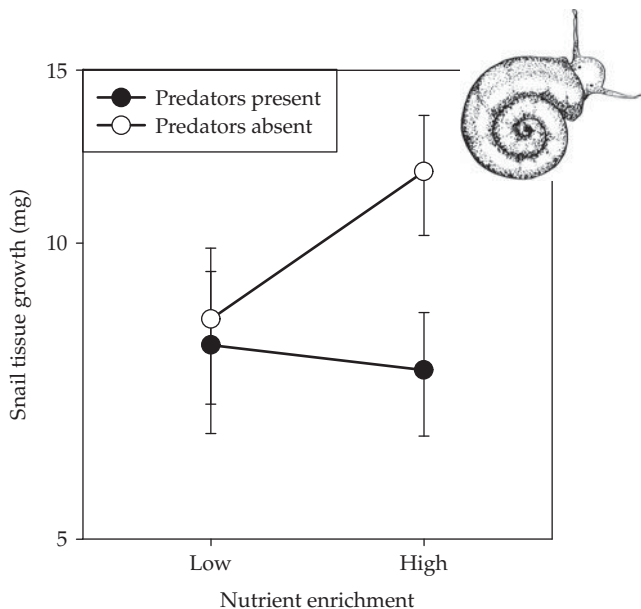 15
Predators present
Predators absent
10
Snail tissue growth (mg)
5
Low
High
Nutrient enrichment